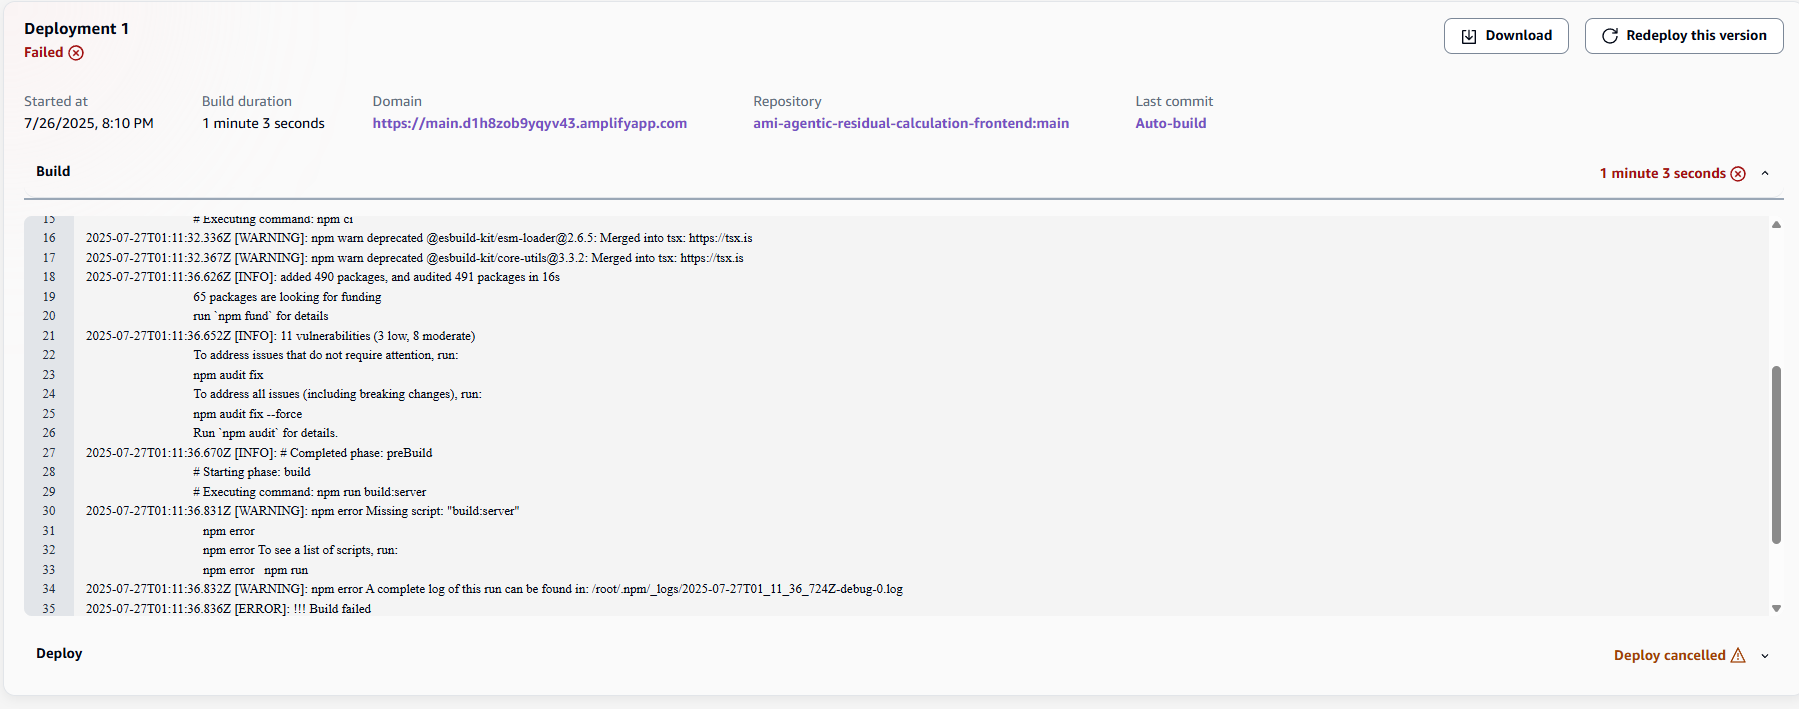 Deployment 1
Failed
Download
Redeploy this version
Started at
Build duration
Domain
Repository
Last commit
7/26/2025, 8:10 PM
1 minute 3 seconds
https://main.d1h8zob9yqyv43.amplifyapp.com
ami-agentic-residual-calculation-frontend:main
Auto-build
Build
1 minute 3 seconds
15 # Executing command: npm ci
16 2025-07-27T01:11:32.336Z [WARNING]: npm warn deprecated @esbuild-kit/esm-loader@2.6.5: Merged into tsx: https://tsx.is
17 2025-07-27T01:11:32.367Z [WARNING]: npm warn deprecated @esbuild-kit/core-utils@3.3.2: Merged into tsx: https://tsx.is
18 2025-07-27T01:11:36.626Z [INFO]: added 490 packages, and audited 491 packages in 16s
19 65 packages are looking for funding
20 run `npm fund` for details
21 2025-07-27T01:11:36.652Z [INFO]: 11 vulnerabilities (3 low, 8 moderate)
22 To address issues that do not require attention, run:
23 npm audit fix
24 To address all issues (including breaking changes), run:
25 npm audit fix --force
26 Run `npm audit` for details.
27 2025-07-27T01:11:36.670Z [INFO]: # Completed phase: preBuild
28 # Starting phase: build
29 # Executing command: npm run build:server
30 2025-07-27T01:11:36.831Z [WARNING]: npm error Missing script: "build:server"
31 npm error
32 npm error To see a list of scripts, run:
33 npm error   npm run
34 2025-07-27T01:11:36.832Z [WARNING]: npm error A complete log of this run can be found in: /root/.npm/_logs/2025-07-27T01_11_36_724Z-debug-0.log
35 2025-07-27T01:11:36.836Z [ERROR]: !!! Build failed
Deploy
Deploy cancelled